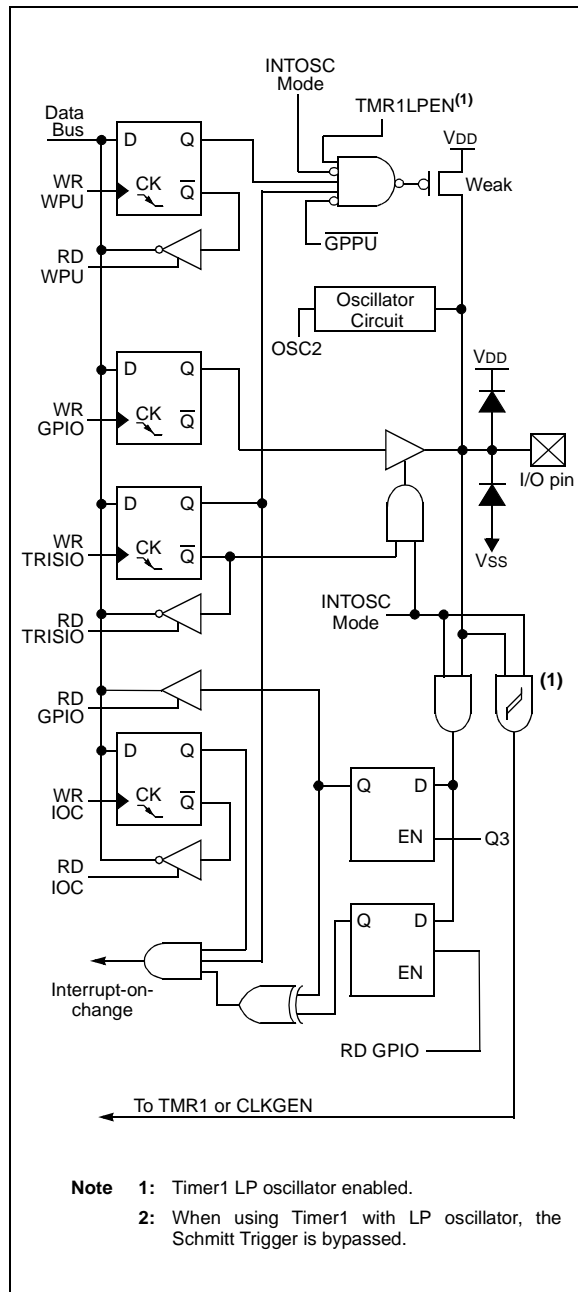 INTOSC
Mode
TMR1LPEN(1)
Data
Bus
VDD
D Q
WR
WPU
CK
Q
Weak
RD
WPU
GPPU
Oscillator
Circuit
OSC2
VDD
D Q
WR
GPIO
CK
Q
I/O pin
D Q
WR
TRISIO
CK
Q
VSS
INTOSC
Mode
RD
TRISIO
(1)
RD
GPIO
D Q
WR
IOC
CK
Q
Q D
EN
Q3
RD
IOC
Q D
EN
Interrupt-on-
change
RD GPIO
To TMR1 or CLKGEN
Note 1: Timer1 LP oscillator enabled.
2: When using Timer1 with LP oscillator, the
Schmitt Trigger is bypassed.